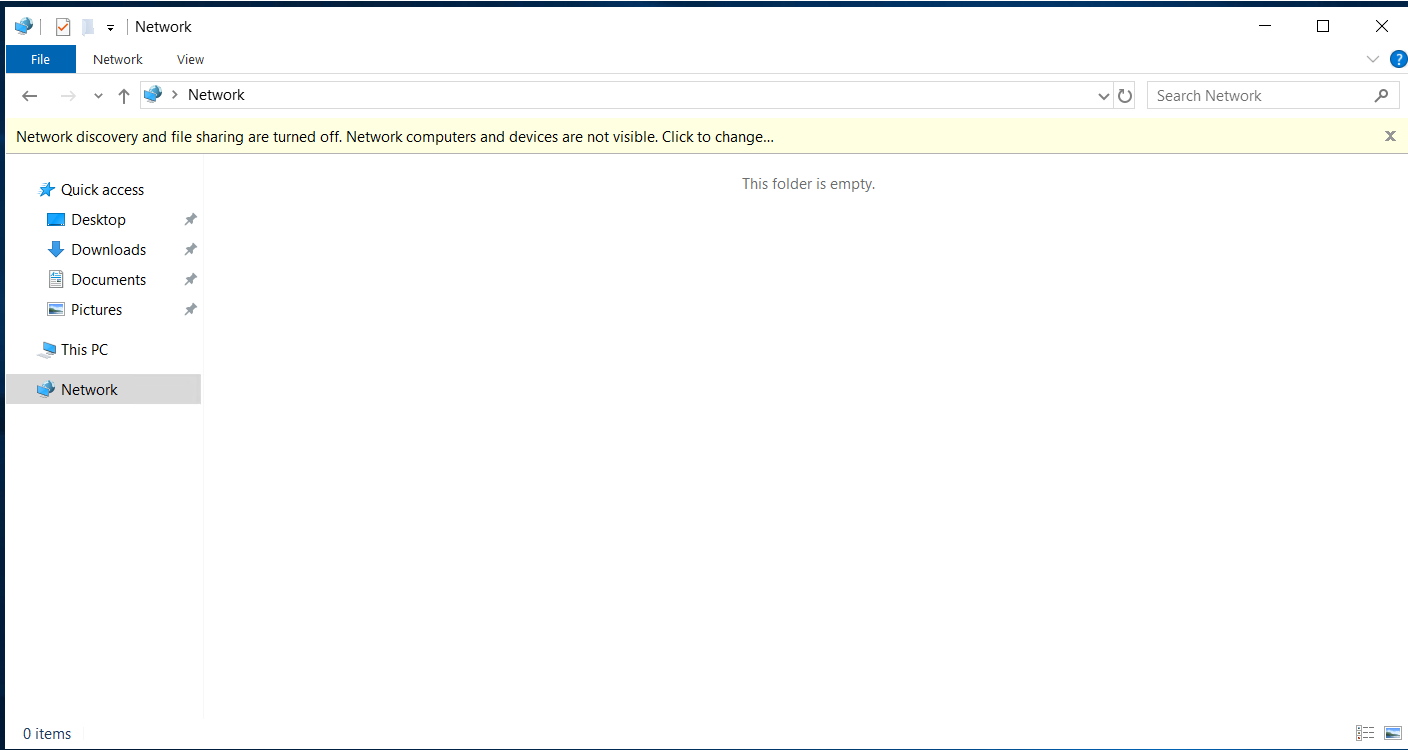 Network
File
Network
View
?
Network
Search Network
Network discovery and file sharing are turned off. Network computers and devices are not visible. Click to change...
Quick access
Desktop
Downloads
Documents
Pictures
This PC
Network
This folder is empty.
0 items